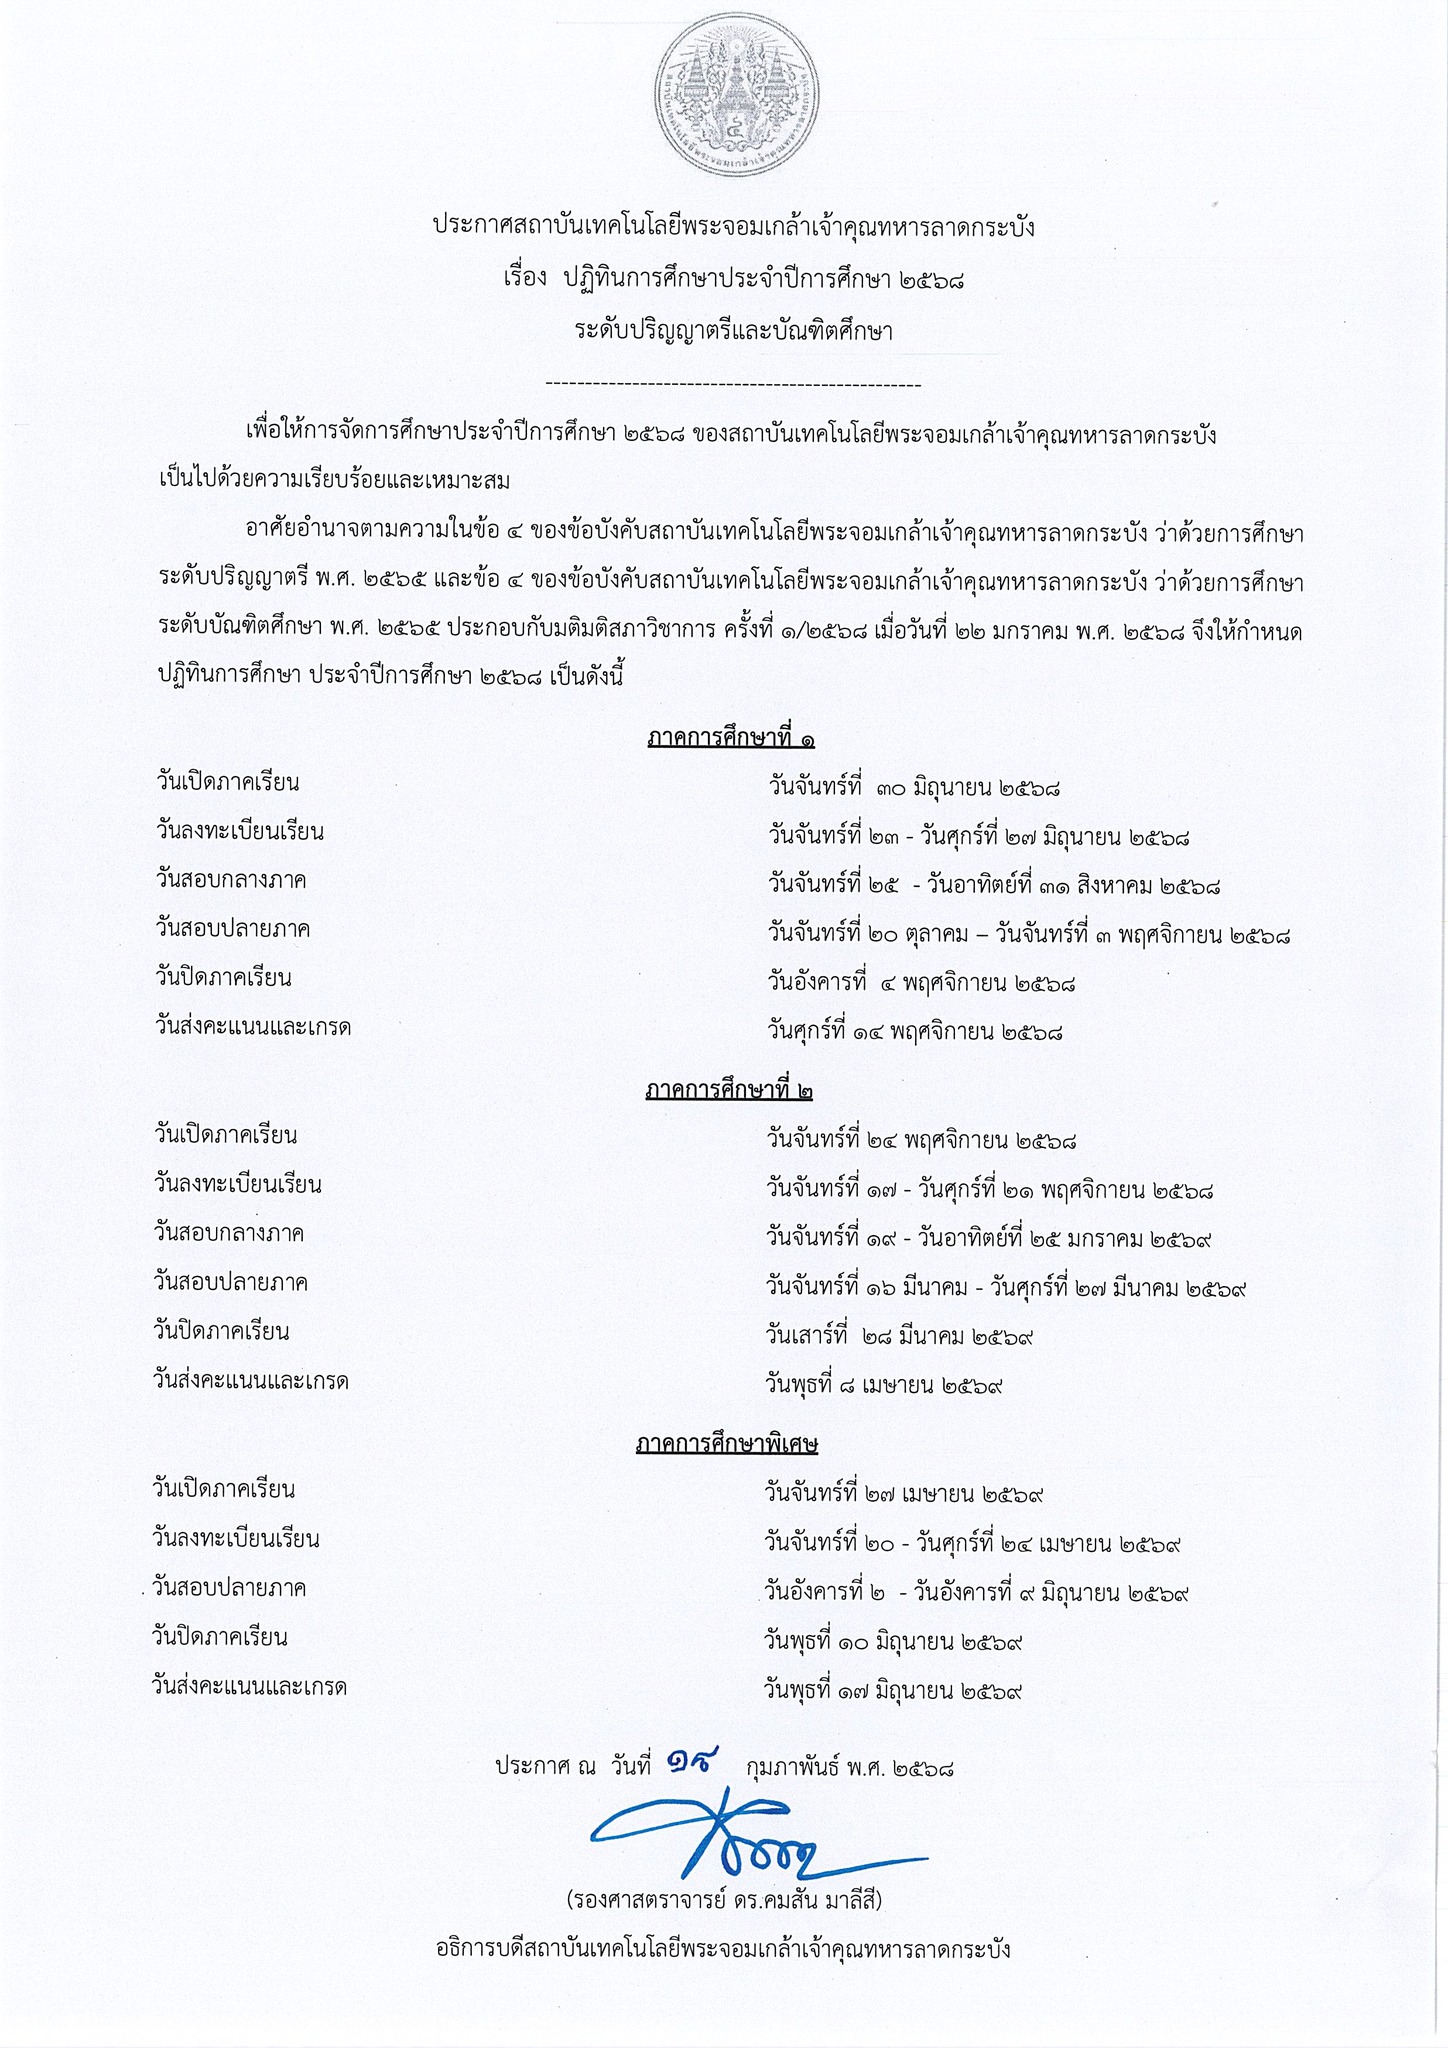 สถาบันเทคโนโลยีพระจอมเกล้าเจ้าคุณทหารลาดกระบัง
ประกาศสถาบันเทคโนโลยีพระจอมเกล้าเจ้าคุณทหารลาดกระบัง
เรื่อง ปฏิทินการศึกษาประจำปีการศึกษา ๒๕๖๘
ระดับปริญญาตรีและบัณฑิตศึกษา
------------------------------------------------
เพื่อให้การจัดการศึกษาประจำปีการศึกษา ๒๕๖๘ ของสถาบันเทคโนโลยีพระจอมเกล้าเจ้าคุณทหารลาดกระบัง
เป็นไปด้วยความเรียบร้อยและเหมาะสม
อาศัยอำนาจตามความในข้อ ๔ ของข้อบังคับสถาบันเทคโนโลยีพระจอมเกล้าเจ้าคุณทหารลาดกระบัง ว่าด้วยการศึกษา
ระดับปริญญาตรี พ.ศ. ๒๕๖๕ และข้อ ๔ ของข้อบังคับสถาบันเทคโนโลยีพระจอมเกล้าเจ้าคุณทหารลาดกระบัง ว่าด้วยการศึกษา
ระดับบัณฑิตศึกษา พ.ศ. ๒๕๖๕ ประกอบกับมติมติสภาวิชาการ ครั้งที่ ๑/๒๕๖๘ เมื่อวันที่ ๒๒ มกราคม พ.ศ. ๒๕๖๘ จึงให้กำหนด
ปฏิทินการศึกษา ประจำปีการศึกษา ๒๕๖๘ เป็นดังนี้
ภาคการศึกษาที่ ๑
วันเปิดภาคเรียน วันจันทร์ที่ ๓๐ มิถุนายน ๒๕๖๘
วันลงทะเบียนเรียน วันจันทร์ที่ ๒๓ - วันศุกร์ที่ ๒๗ มิถุนายน ๒๕๖๘
วันสอบกลางภาค วันจันทร์ที่ ๒๕ - วันอาทิตย์ที่ ๓๑ สิงหาคม ๒๕๖๘
วันสอบปลายภาค วันจันทร์ที่ ๒๐ ตุลาคม – วันจันทร์ที่ ๓ พฤศจิกายน ๒๕๖๘
วันปิดภาคเรียน วันอังคารที่ ๔ พฤศจิกายน ๒๕๖๘
วันส่งคะแนนและเกรด วันศุกร์ที่ ๑๔ พฤศจิกายน ๒๕๖๘
ภาคการศึกษาที่ ๒
วันเปิดภาคเรียน วันจันทร์ที่ ๒๔ พฤศจิกายน ๒๕๖๘
วันลงทะเบียนเรียน วันจันทร์ที่ ๑๗ - วันศุกร์ที่ ๒๑ พฤศจิกายน ๒๕๖๘
วันสอบกลางภาค วันจันทร์ที่ ๑๙ - วันอาทิตย์ที่ ๒๕ มกราคม ๒๕๖๙
วันสอบปลายภาค วันจันทร์ที่ ๑๖ มีนาคม - วันศุกร์ที่ ๒๗ มีนาคม ๒๕๖๙
วันปิดภาคเรียน วันเสาร์ที่ ๒๘ มีนาคม ๒๕๖๙
วันส่งคะแนนและเกรด วันพุธที่ ๘ เมษายน ๒๕๖๙
ภาคการศึกษาพิเศษ
วันเปิดภาคเรียน วันจันทร์ที่ ๒๗ เมษายน ๒๕๖๙
วันลงทะเบียนเรียน วันจันทร์ที่ ๒๐ - วันศุกร์ที่ ๒๔ เมษายน ๒๕๖๙
วันสอบปลายภาค วันอังคารที่ ๒ - วันอังคารที่ ๙ มิถุนายน ๒๕๖๙
วันปิดภาคเรียน วันพุธที่ ๑๐ มิถุนายน ๒๕๖๙
วันส่งคะแนนและเกรด วันพุธที่ ๑๗ มิถุนายน ๒๕๖๙
ประกาศ ณ วันที่ กุมภาพันธ์ พ.ศ. ๒๕๖๘
(รองศาสตราจารย์ ดร.คมสัน มาลีสี)
อธิการบดีสถาบันเทคโนโลยีพระจอมเกล้าเจ้าคุณทหารลาดกระบัง